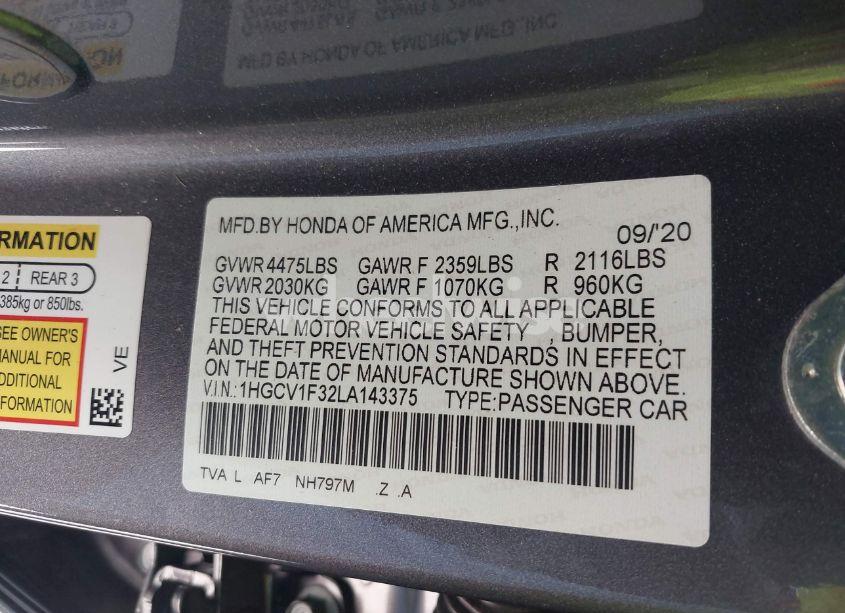 MFD.BY HONDA OF AMERICA MFG.,INC.
09/'20
GVWR 4475LBS GAWR F 2359LBS R 2116LBS
GVWR 2030KG GAWR F 1070KG R 960KG
THIS VEHICLE CONFORMS TO ALL APPLICABLE
FEDERAL MOTOR VEHICLE SAFETY , BUMPER,
AND THEFT PREVENTION STANDARDS IN EFFECT
ON THE DATE OF MANUFACTURE SHOWN ABOVE.
V.I.N.: 1HGCV1F32LA143375 TYPE:PASSENGER CAR
TVA L AF7 NH797M .Z .A
RMATION
2 REAR 3
385kg or 850lbs.
SEE OWNER'S
MANUAL FOR
ADDITIONAL
FORMATION
VE